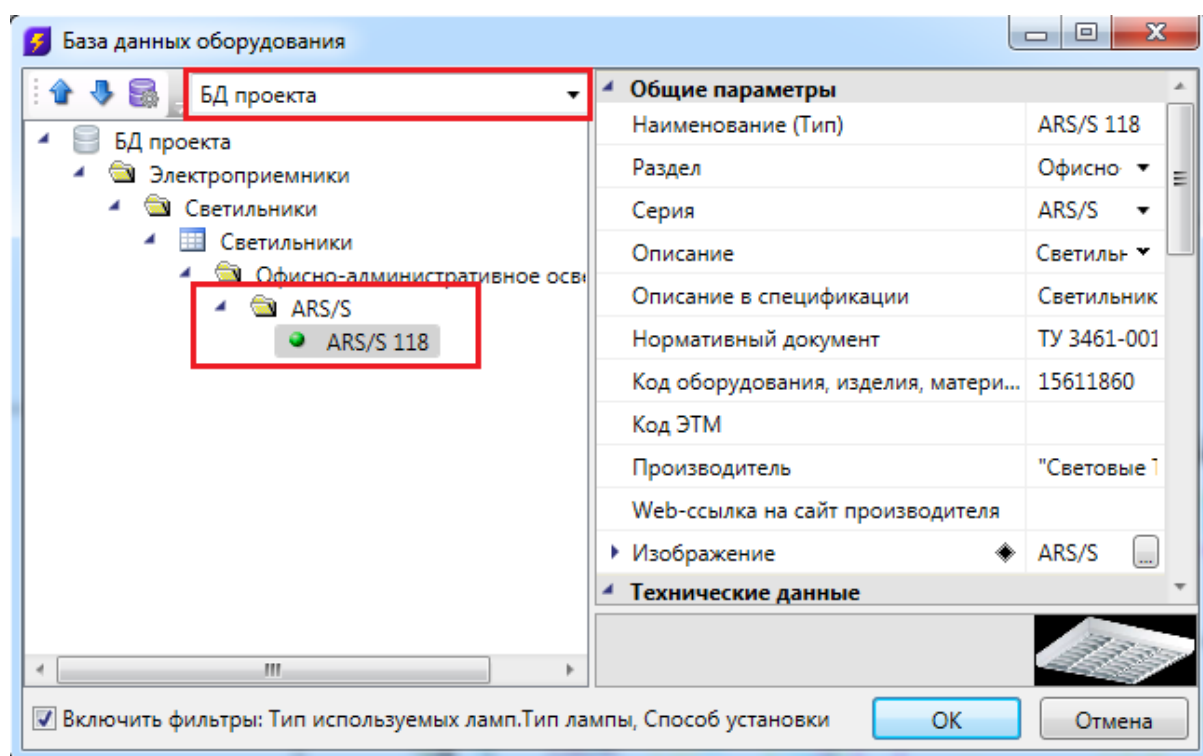 База данных оборудования
БД проекта
БД проекта
Электроприемники
Светильники
Светильники
Офисно-административное осв
ARS/S
ARS/S 118
Общие параметры
Наименование (Тип) ARS/S 118
Раздел Офисно-
Серия ARS/S
Описание Светильн
Описание в спецификации Светильник
Нормативный документ ТУ 3461-001
Код оборудования, изделия, матери... 15611860
Код ЭТМ
Производитель "Световые Т
Web-ссылка на сайт производителя
Изображение ARS/S ...
Технические данные
Включить фильтры: Тип используемых ламп.Тип лампы, Способ установки
ОК
Отмена